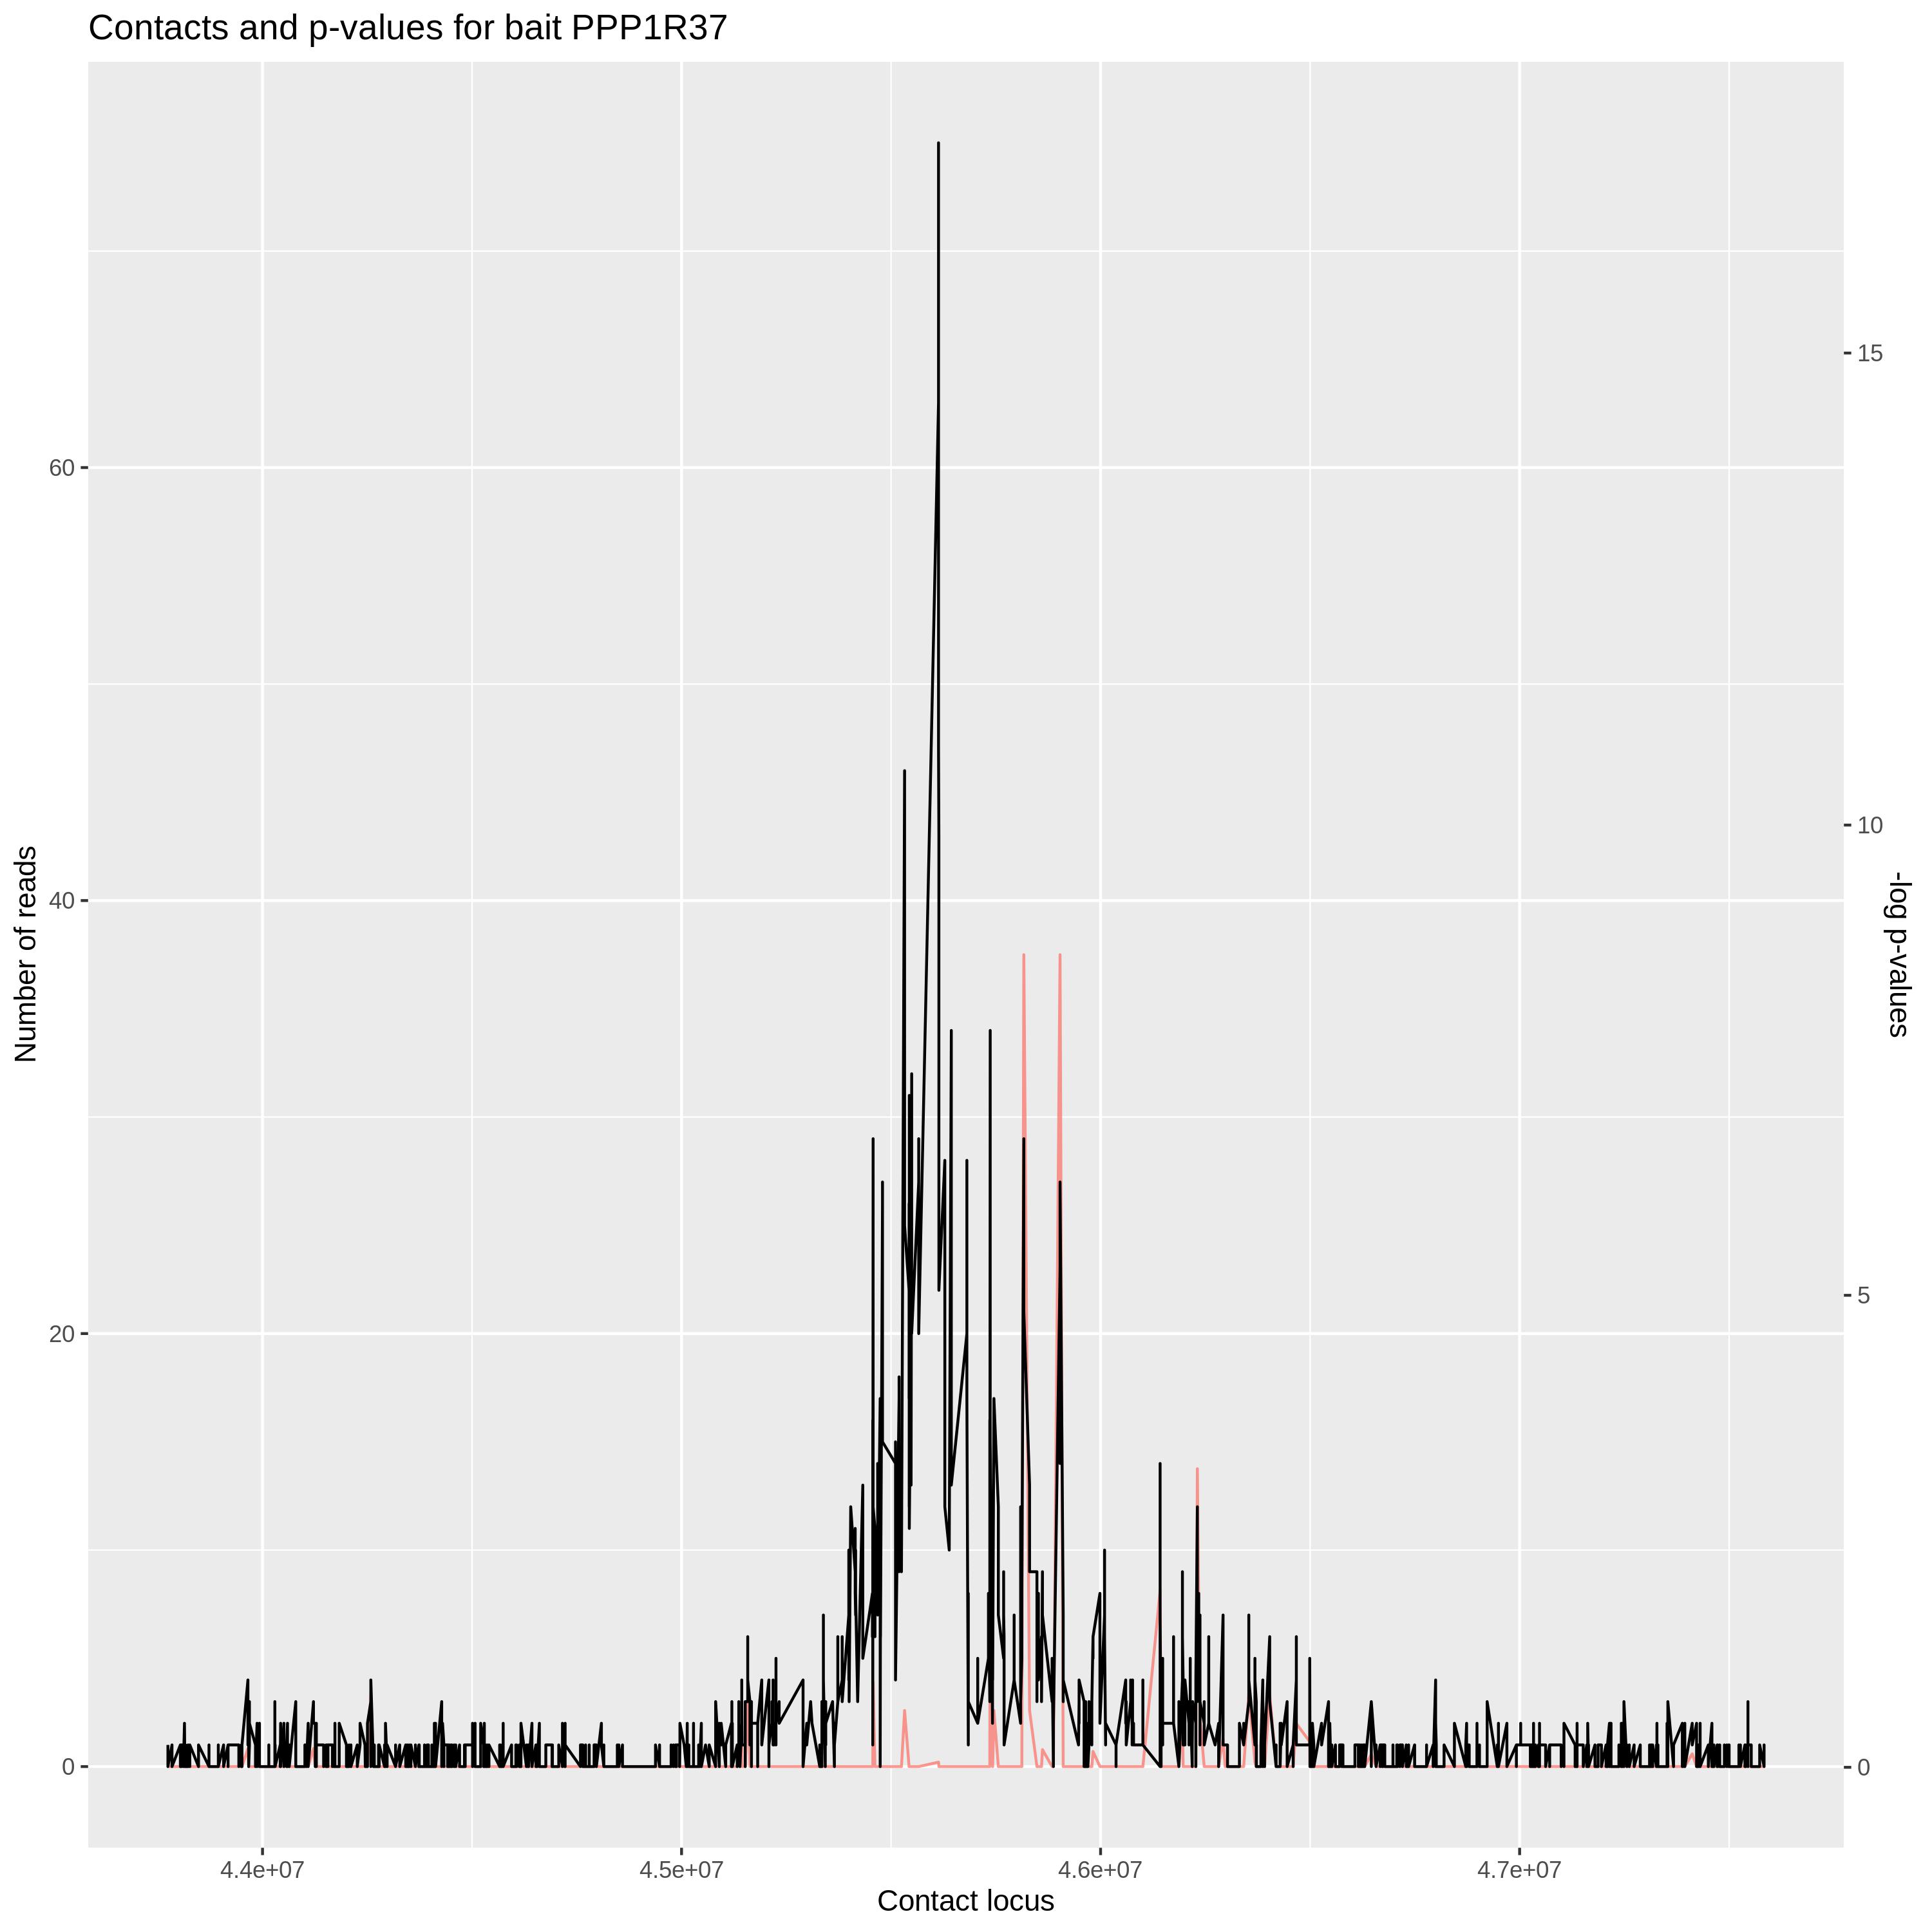 Contacts and p-values for bait PPP1R37
60
40
20
0
Number of reads
15
10
5
0
-log p-values
4.4e+07
4.5e+07
4.6e+07
4.7e+07
Contact locus